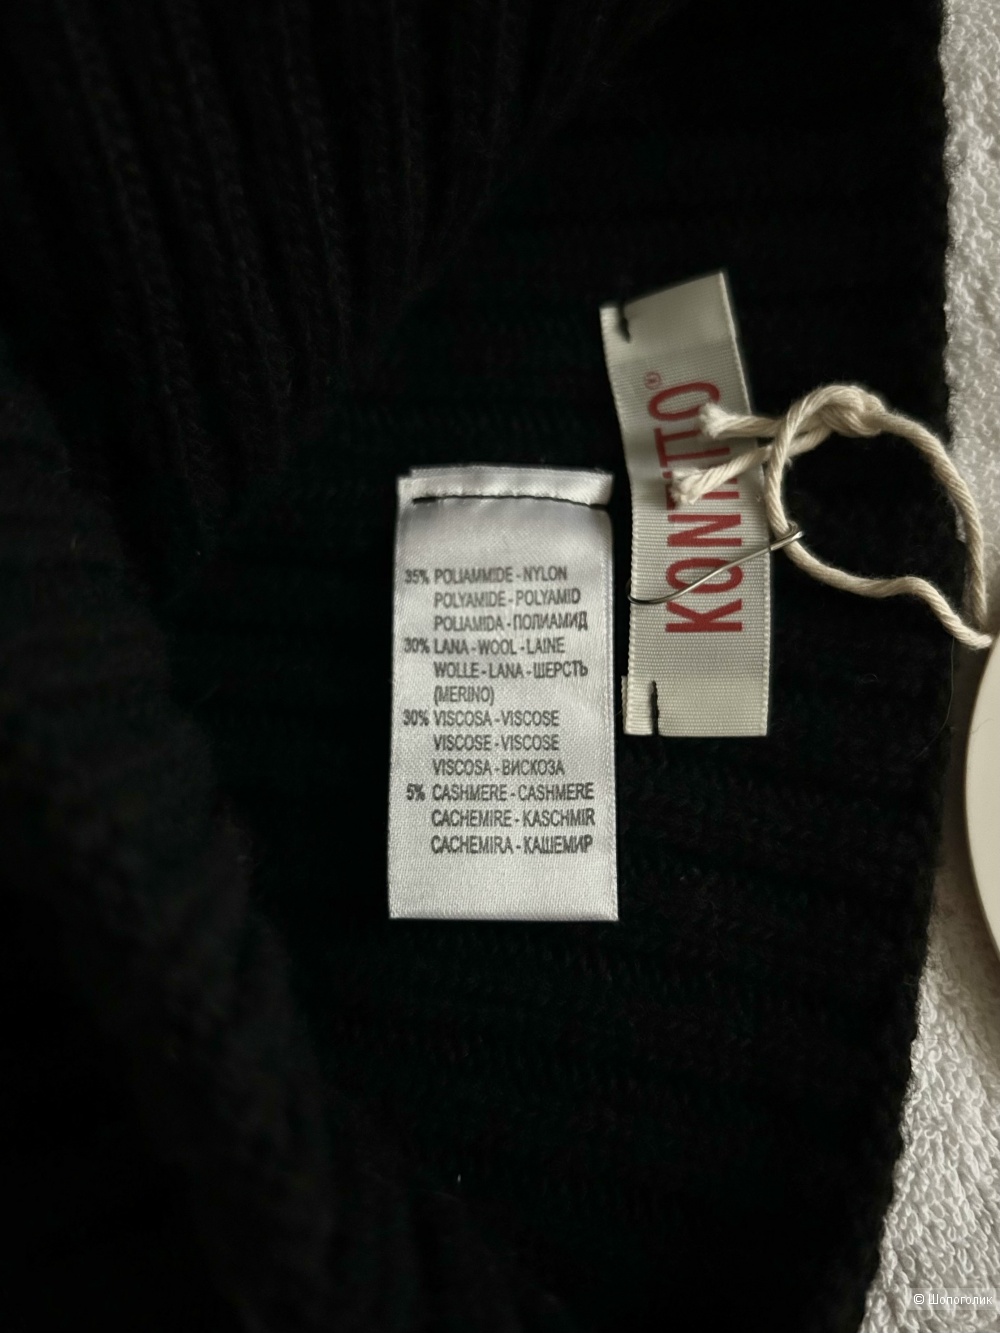 35% POLIAMMIDE - NYLON
POLYAMIDE - POLYAMID
POLIAMIDA - ПОЛИАМИД
30% LANA - WOOL - LAINE
WOLLE - LANA - ШЕРСТЬ
(MERINO)
30% VISCOSA - VISCOSE
VISCOSE - VISCOSE
VISCOSA - ВИСКОЗА
5% CASHMERE - CASHMERE
CACHEMIRE - KASCHMIR
CACHEMIRA - КАШЕМИР
KONTATTO®
© Шопоголик